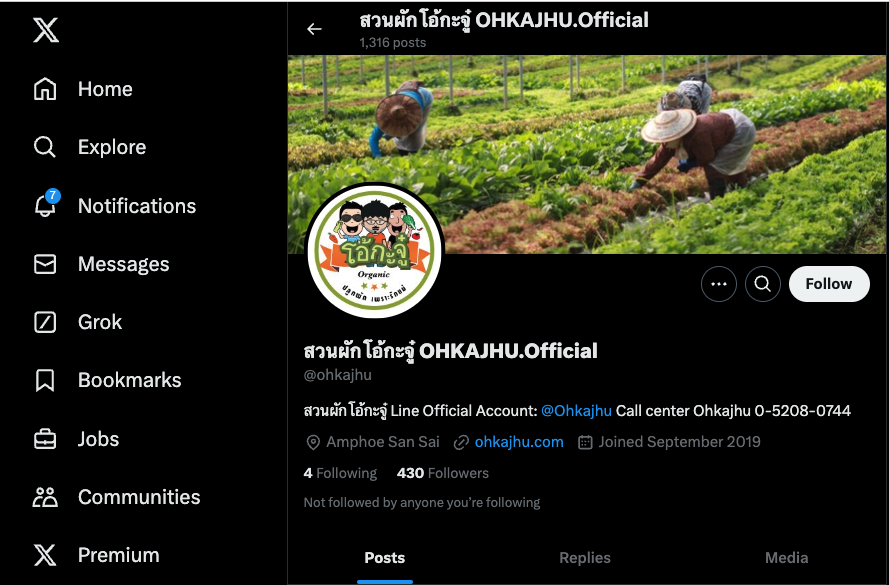 สวนผัก โอ้กะจู๋ OHKAJHU.Official
1,316 posts
Home
Explore
7
Notifications
Messages
Grok
Bookmarks
Jobs
Communities
Premium
โอ้กะจู๋
Organic
ปลูกผัก เพราะรักแม่
Follow
สวนผัก โอ้กะจู๋ OHKAJHU.Official
@ohkajhu
สวนผัก โอ้กะจู๋ Line Official Account: @Ohkajhu Call center Ohkajhu 0-5208-0744
Amphoe San Sai ohkajhu.com Joined September 2019
4 Following 430 Followers
Not followed by anyone you're following
Posts Replies Media